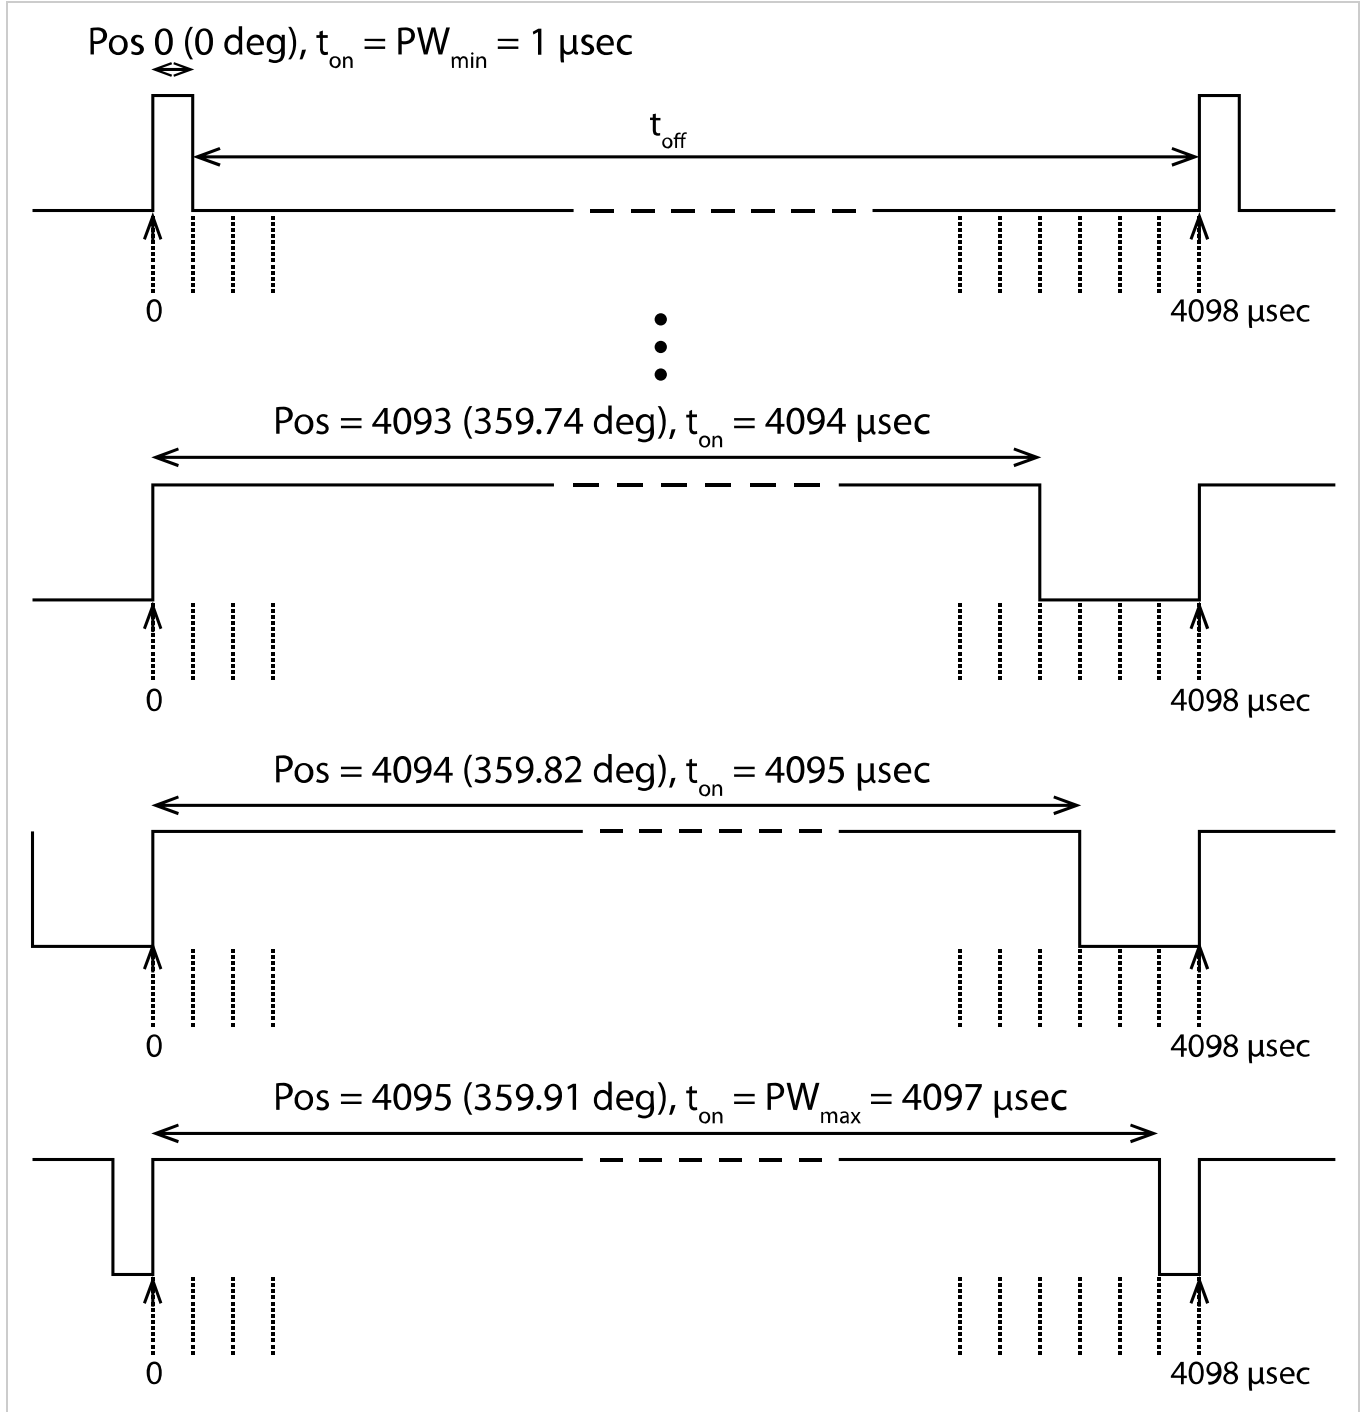 Pos 0 (0 deg), ton = PWmin = 1 µsec
toff
0 4098 µsec
Pos = 4093 (359.74 deg), ton = 4094 µsec
0 4098 µsec
Pos = 4094 (359.82 deg), ton = 4095 µsec
0 4098 µsec
Pos = 4095 (359.91 deg), ton = PWmax = 4097 µsec
0 4098 µsec